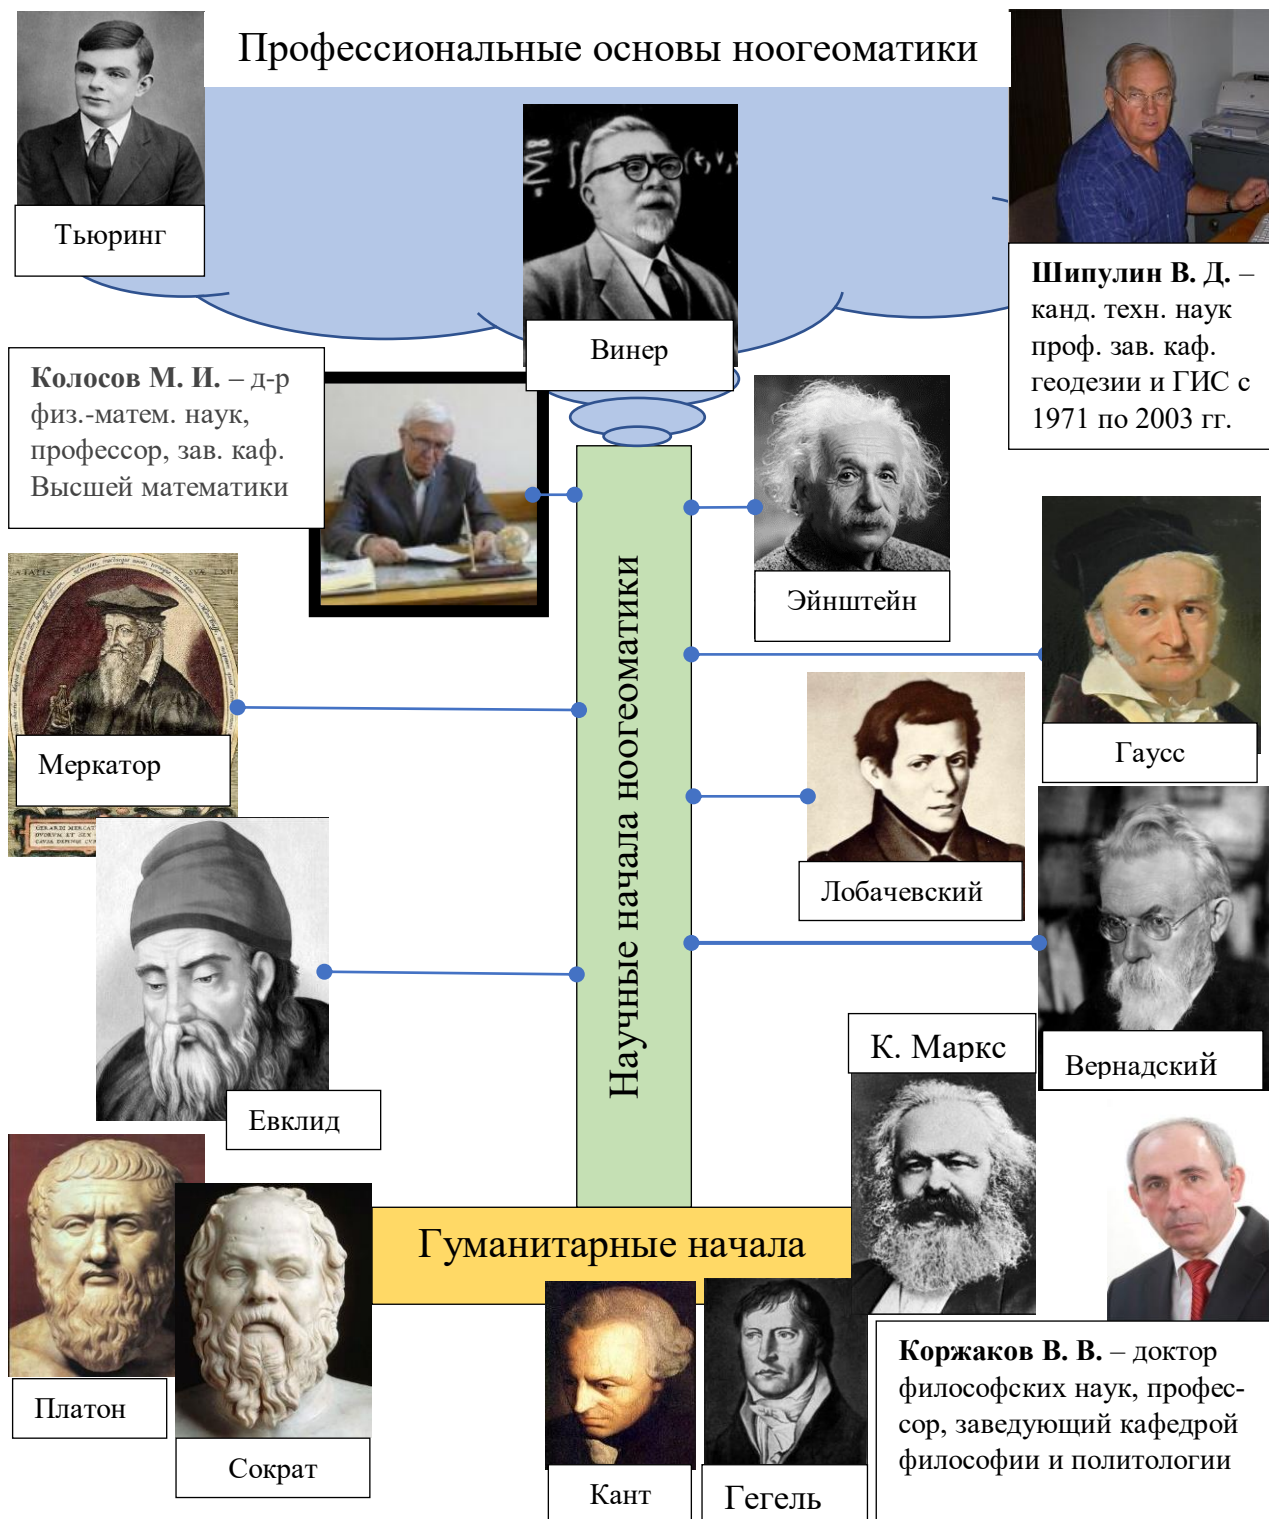 Профессиональные основы ноогеоматики
Тьюринг
Винер
Шипулин В. Д. –
канд. техн. наук
проф. зав. каф.
геодезии и ГИС с
1971 по 2003 гг.
Колосов М. И. – д-р
физ.-матем. наук,
профессор, зав. каф.
Высшей математики
Эйнштейн
Научные начала ноогеоматики
Меркатор
Гаусс
Лобачевский
Евклид
Вернадский
К. Маркс
Гуманитарные начала
Платон
Сократ
Кант
Гегель
Коржаков В. В. – доктор
философских наук, профес-
сор, заведующий кафедрой
философии и политологии